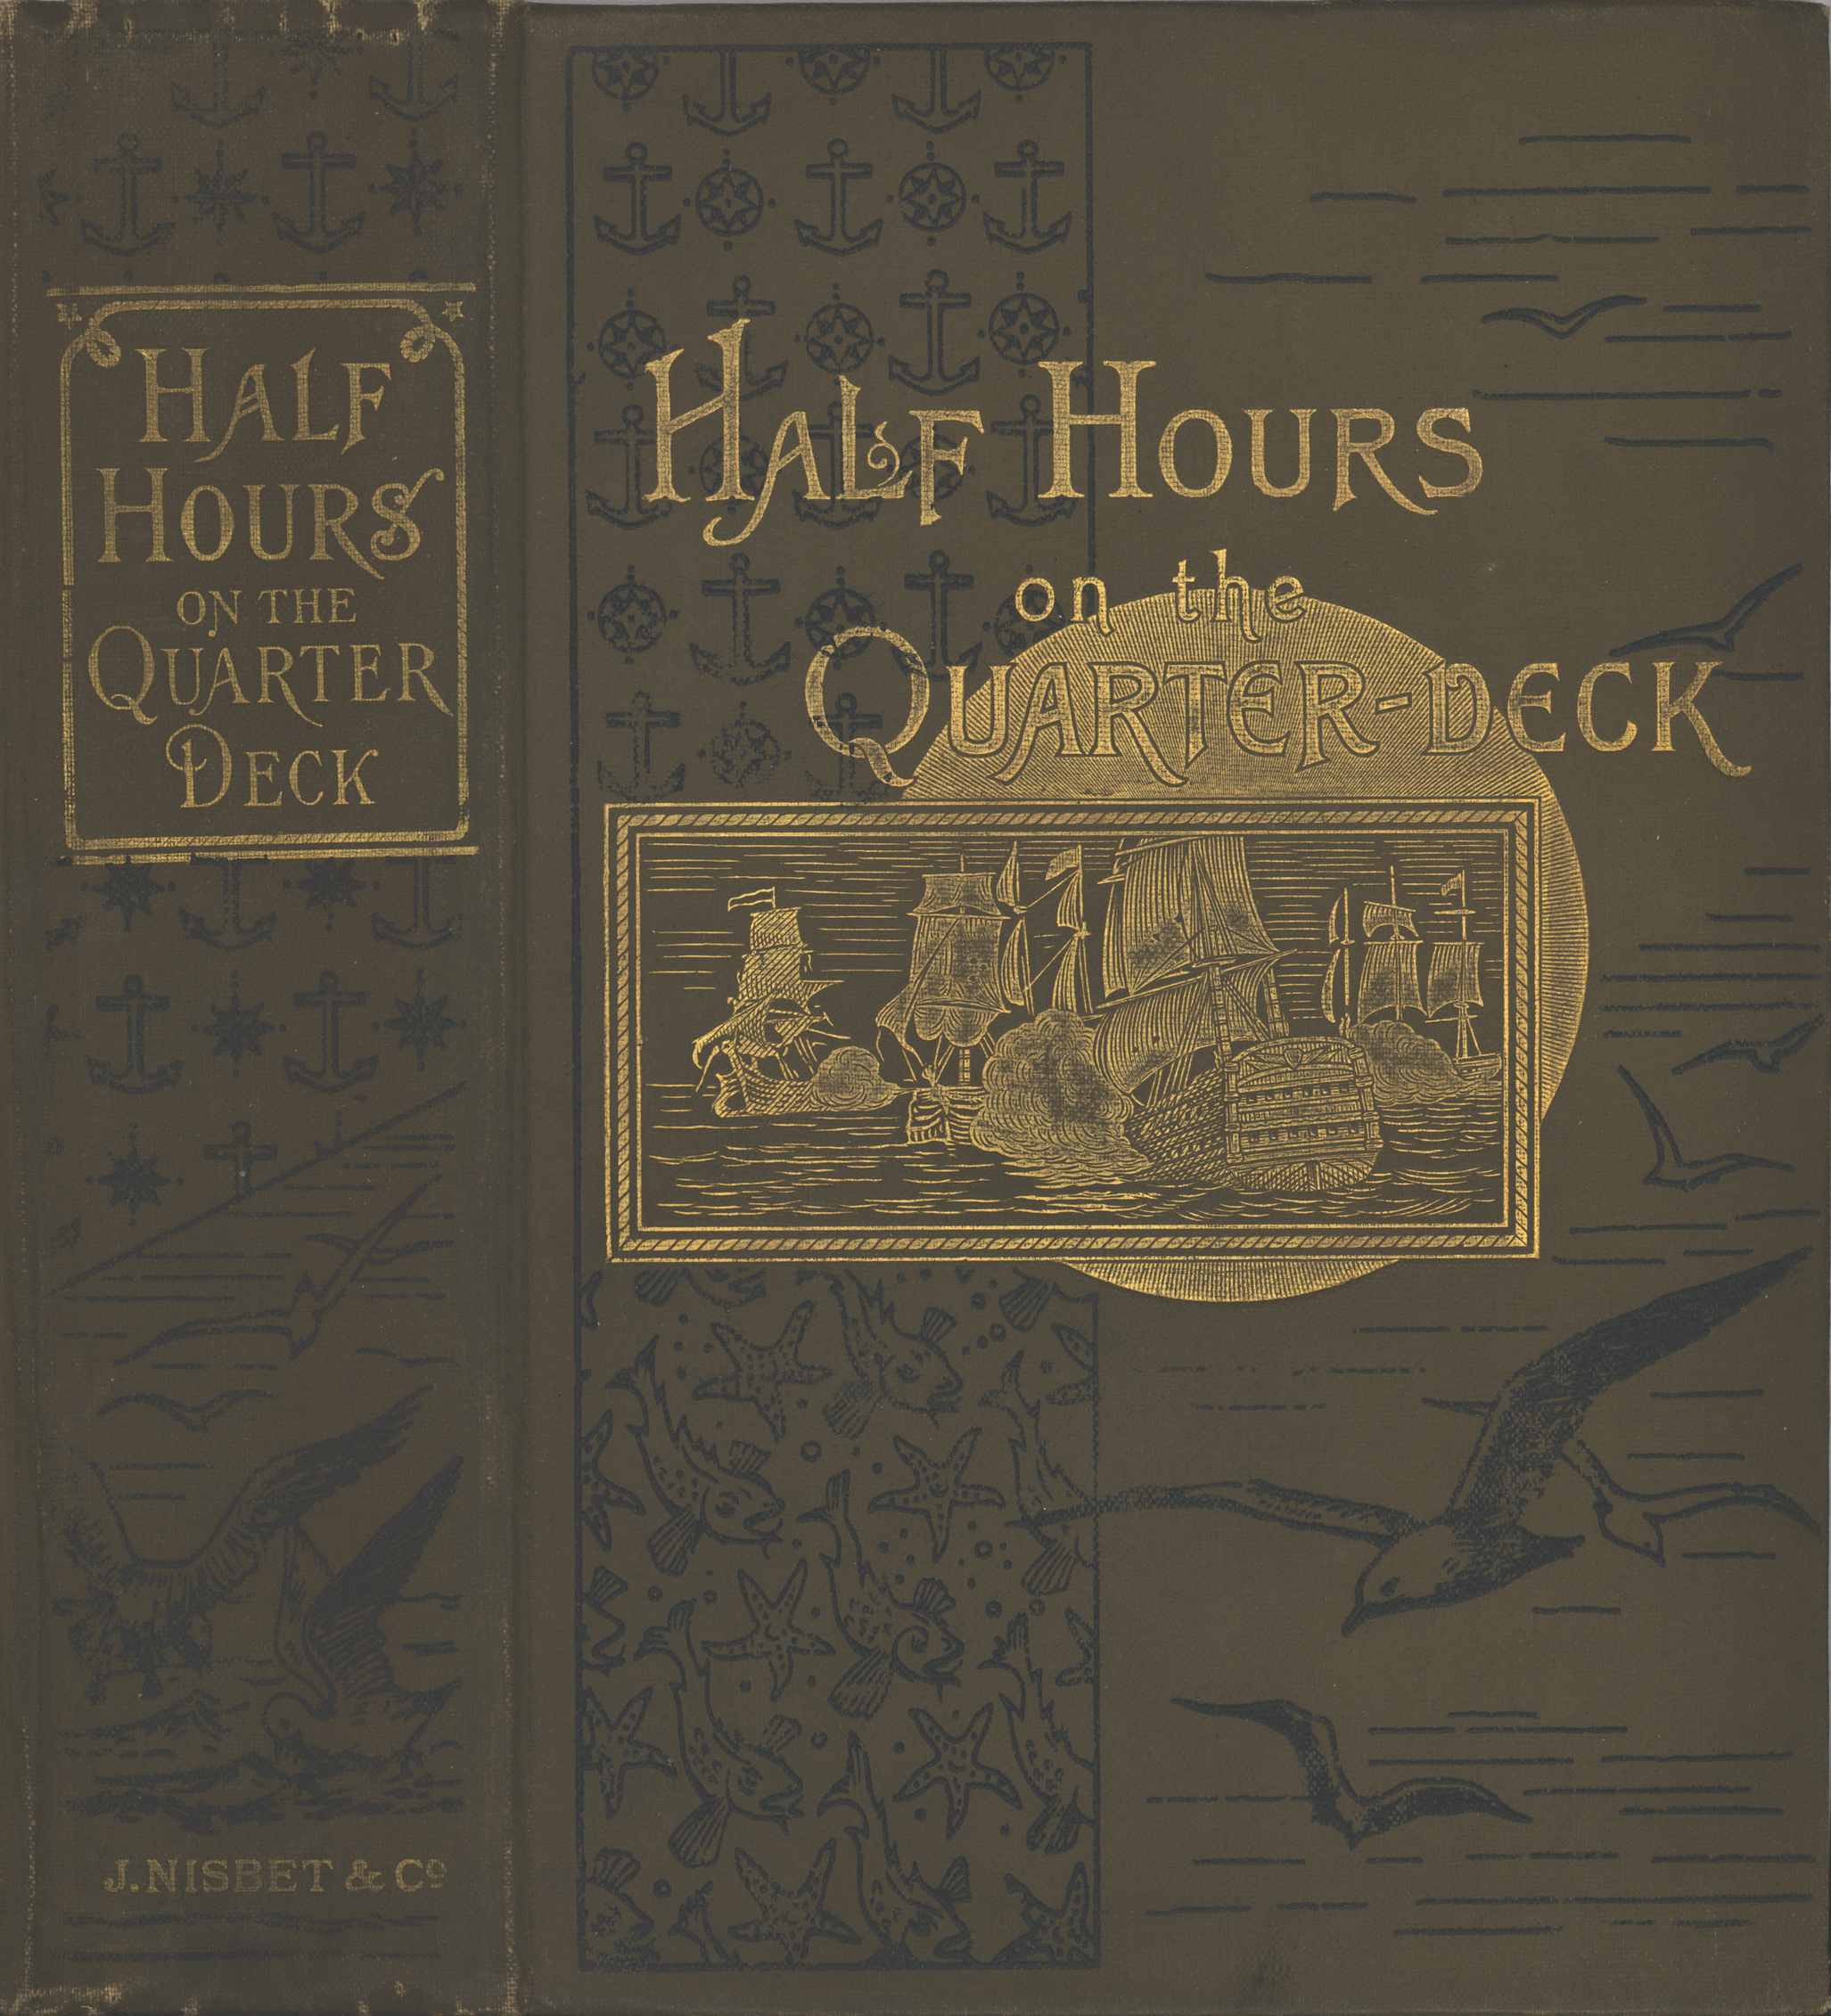 HALF
HOURS
ON THE
QUARTER
DECK
J. NISBET & Cº
HALF HOURS
on the
QUARTER-DECK